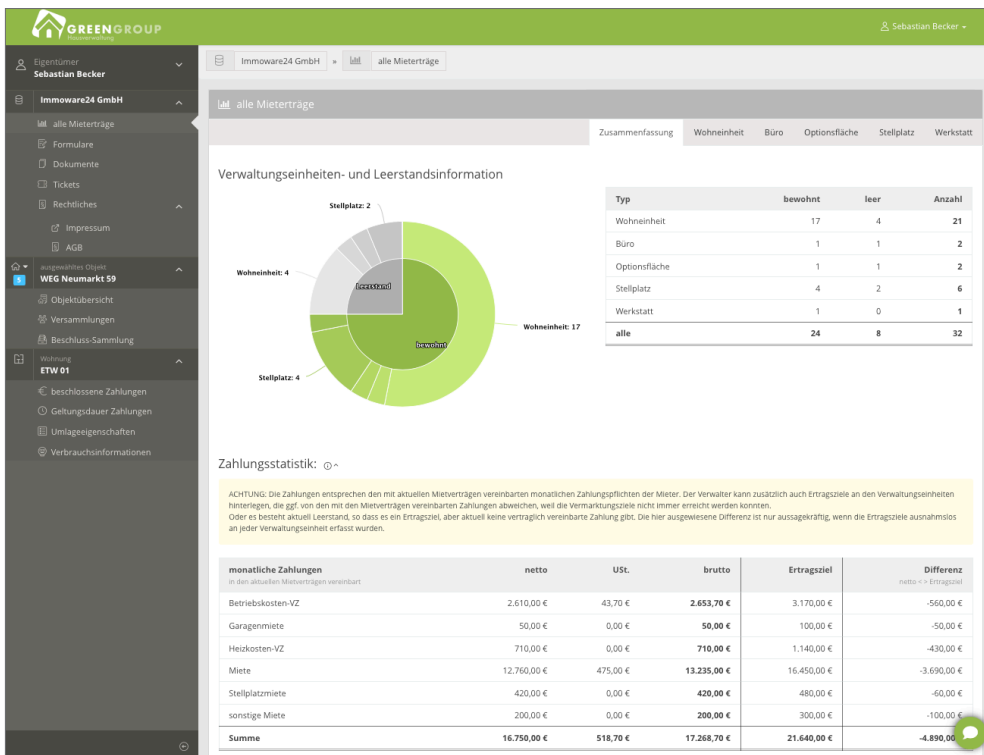 GREENGROUP
Hausverwaltung
Sebastian Becker
Eigentümer
Sebastian Becker
Immoware24 GmbH
alle Mieterträge
Formulare
Dokumente
Tickets
Rechtliches
Impressum
AGB
ausgewähltes Objekt
WEG Neumarkt 59
5
Objektübersicht
Versammlungen
Beschluss-Sammlung
Wohnung
ETW 01
beschlossene Zahlungen
Geltungsdauer Zahlungen
Umlageeigenschaften
Verbrauchsinformationen
Immoware24 GmbH » alle Mieterträge
alle Mieterträge
Zusammenfassung Wohneinheit Büro Optionsfläche Stellplatz Werkstatt
Verwaltungseinheiten- und Leerstandsinformation
Stellplatz: 2
Wohneinheit: 4
Leerstand
Wohneinheit: 17
bewohnt
Stellplatz: 4
Typ bewohnt leer Anzahl
Wohneinheit 17 4 21
Büro 1 1 2
Optionsfläche 1 1 2
Stellplatz 4 2 6
Werkstatt 1 0 1
alle 24 8 32
Zahlungsstatistik:
ACHTUNG: Die Zahlungen entsprechen den mit aktuellen Mietverträgen vereinbarten monatlichen Zahlungspflichten der Mieter. Der Verwalter kann zusätzlich auch Ertragsziele an den Verwaltungseinheiten
hinterlegen, die ggf. von den mit den Mietverträgen vereinbarten Zahlungen abweichen, weil die Vermarktungsziele nicht immer erreicht werden konnten.
Oder es besteht aktuell Leerstand, so dass es ein Ertragsziel, aber aktuell keine vertraglich vereinbarte Zahlung gibt. Die hier ausgewiesene Differenz ist nur aussagekräftig, wenn die Ertragsziele ausnahmslos
an jeder Verwaltungseinheit erfasst wurden.
monatliche Zahlungen netto USt. brutto Ertragsziel Differenz
in den aktuellen Mietverträgen vereinbart netto < > Ertragsziel
Betriebskosten-VZ 2.610,00 € 43,70 € 2.653,70 € 3.170,00 € -560,00 €
Garagenmiete 50,00 € 0,00 € 50,00 € 100,00 € -50,00 €
Heizkosten-VZ 710,00 € 0,00 € 710,00 € 1.140,00 € -430,00 €
Miete 12.760,00 € 475,00 € 13.235,00 € 16.450,00 € -3.690,00 €
Stellplatzmiete 420,00 € 0,00 € 420,00 € 480,00 € -60,00 €
sonstige Miete 200,00 € 0,00 € 200,00 € 300,00 € -100,00 €
Summe 16.750,00 € 518,70 € 17.268,70 € 21.640,00 € -4.890,00